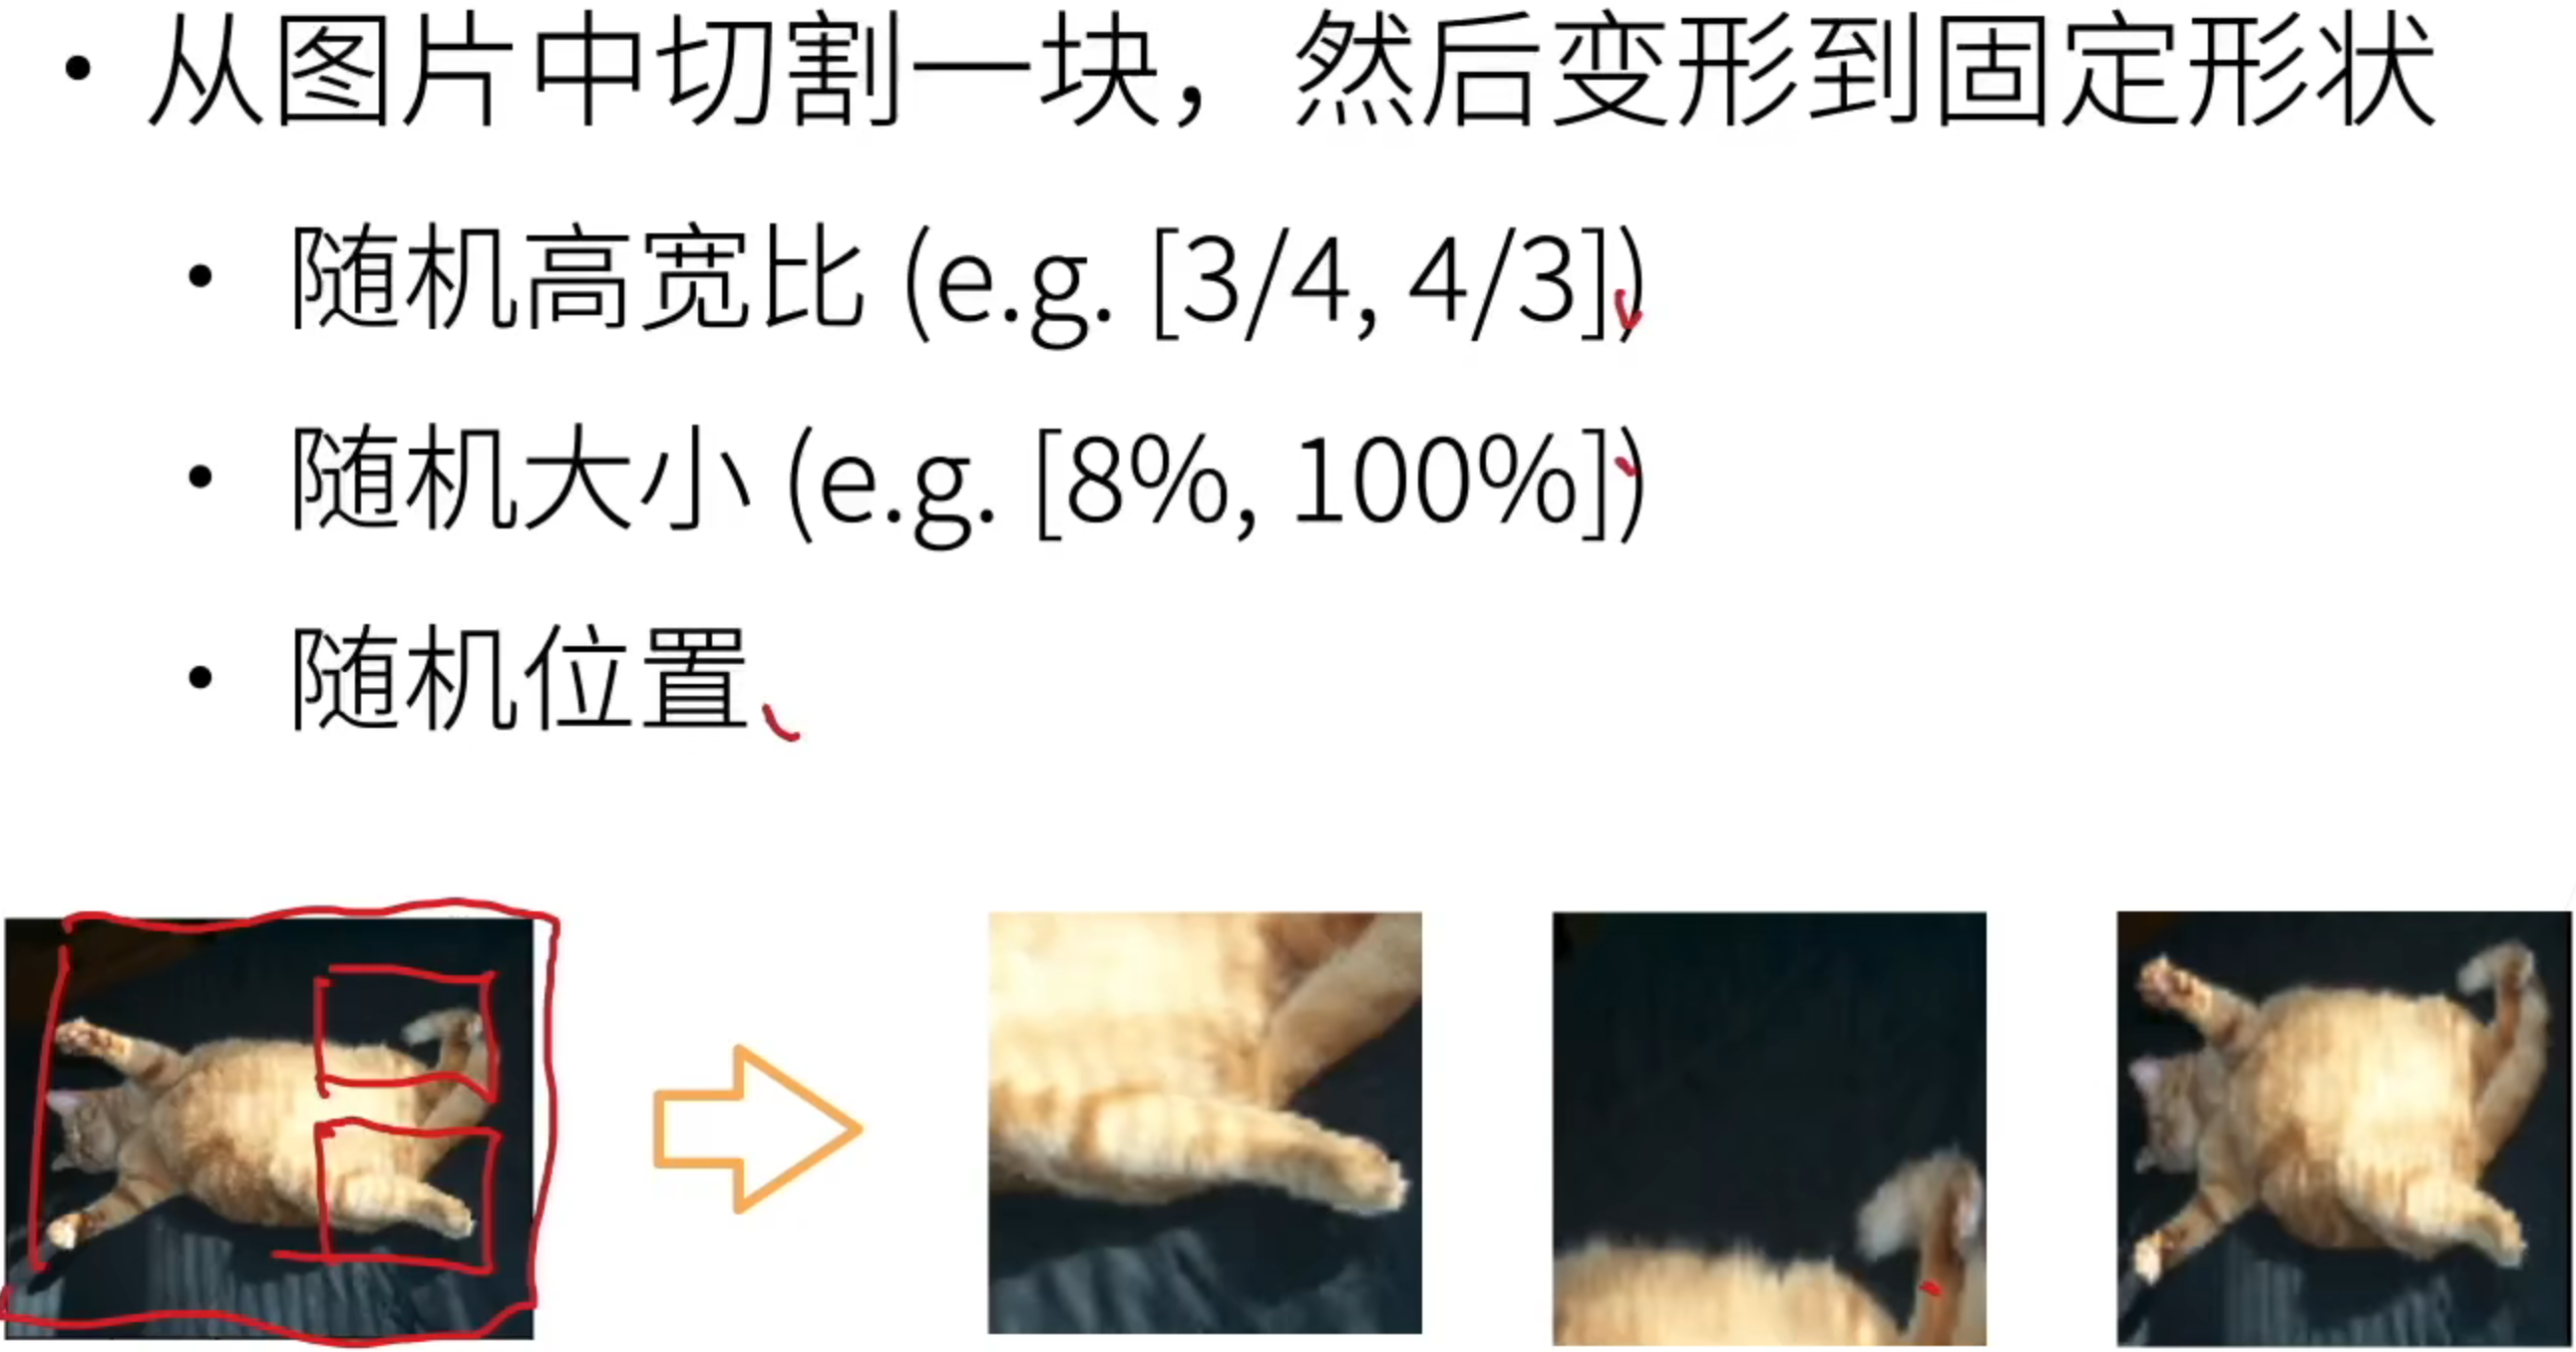 • 从图片中切割一块，然后变形到固定形状
• 随机高宽比 (e.g. [3/4, 4/3])
• 随机大小 (e.g. [8%, 100%])
• 随机位置